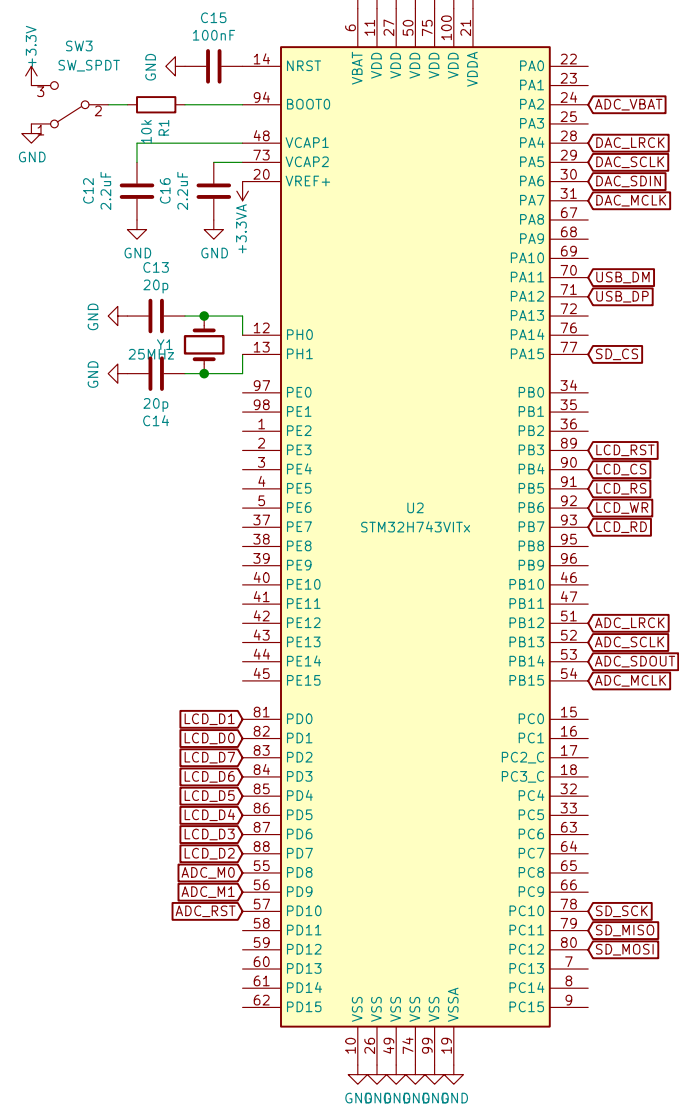 C15
100nF
6
11
27
50
75
100
21
+3.3V
SW3
SW_SPDT
GND
14
NRST
VBAT
VDD
VDD
VDD
VDD
VDD
VDDA
3
2
1
GND
10k
R1
94
BOOT0
48
VCAP1
73
VCAP2
20
VREF+
C12
2.2uF
C16
2.2uF
+3.3VA
GND
GND
C13
20p
GND
12
PH0
Y1
25MHz
13
PH1
GND
20p
C14
97 PE0
98 PE1
1 PE2
2 PE3
3 PE4
4 PE5
5 PE6
37 PE7
38 PE8
39 PE9
40 PE10
41 PE11
42 PE12
43 PE13
44 PE14
45 PE15
LCD_D1 81 PD0
LCD_D0 82 PD1
LCD_D7 83 PD2
LCD_D6 84 PD3
LCD_D5 85 PD4
LCD_D4 86 PD5
LCD_D3 87 PD6
LCD_D2 88 PD7
ADC_M0 55 PD8
ADC_M1 56 PD9
ADC_RST 57 PD10
58 PD11
59 PD12
60 PD13
61 PD14
62 PD15
U2
STM32H743VITx
PA0 22
PA1 23
PA2 24 ADC_VBAT
PA3 25
PA4 28 DAC_LRCK
PA5 29 DAC_SCLK
PA6 30 DAC_SDIN
PA7 31 DAC_MCLK
PA8 67
PA9 68
PA10 69
PA11 70 USB_DM
PA12 71 USB_DP
PA13 72
PA14 76
PA15 77 SD_CS
PB0 34
PB1 35
PB2 36
PB3 89 LCD_RST
PB4 90 LCD_CS
PB5 91 LCD_RS
PB6 92 LCD_WR
PB7 93 LCD_RD
PB8 95
PB9 96
PB10 46
PB11 47
PB12 51 ADC_LRCK
PB13 52 ADC_SCLK
PB14 53 ADC_SDOUT
PB15 54 ADC_MCLK
PC0 15
PC1 16
PC2_C 17
PC3_C 18
PC4 32
PC5 33
PC6 63
PC7 64
PC8 65
PC9 66
PC10 78 SD_SCK
PC11 79 SD_MISO
PC12 80 SD_MOSI
PC13 7
PC14 8
PC15 9
VSS
VSS
VSS
VSS
VSS
VSSA
10
26
49
74
99
19
GND
GND
GND
GND
GND
GND